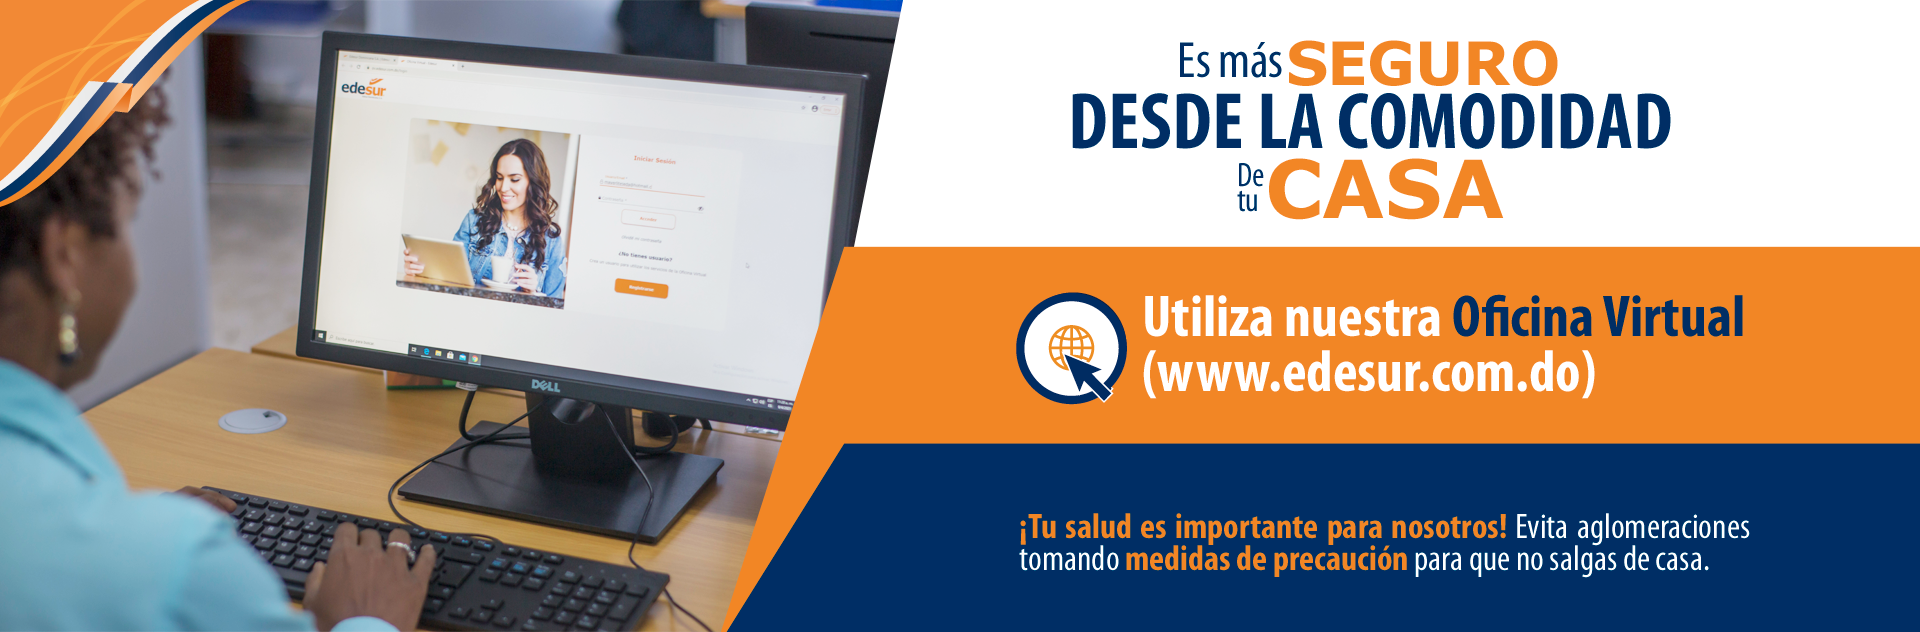 edesur
Iniciar Sesión
¿No tienes usuario?
Registrarse
DELL
Es más SEGURO
DESDE LA COMODIDAD
De
tu CASA
Utiliza nuestra Oficina Virtual
(www.edesur.com.do)
¡Tu salud es importante para nosotros! Evita aglomeraciones
tomando medidas de precaución para que no salgas de casa.